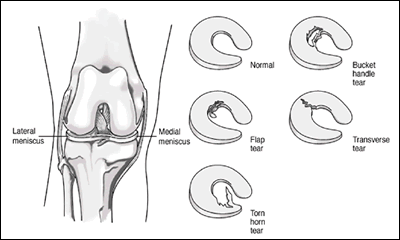 Lateral
meniscus
Medial
meniscus
Normal
Bucket
handle
tear
Flap
tear
Transverse
tear
Torn
horn
tear